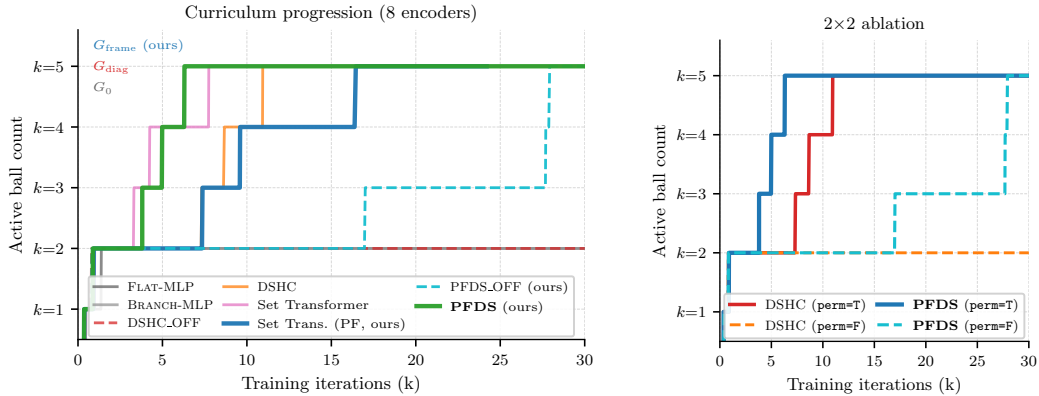 Curriculum progression (8 encoders)
G_frame (ours)
G_diag
G_0
k=5
k=4
k=3
k=2
k=1
Active ball count
FLAT-MLP
BRANCH-MLP
DSHC_OFF
DSHC
Set Transformer
Set Trans. (PF, ours)
PFDS_OFF (ours)
PFDS (ours)
0 5 10 15 20 25 30
Training iterations (k)
2×2 ablation
k=5
k=4
k=3
k=2
k=1
Active ball count
DSHC (perm=T)
DSHC (perm=F)
PFDS (perm=T)
PFDS (perm=F)
0 5 10 15 20 25 30
Training iterations (k)